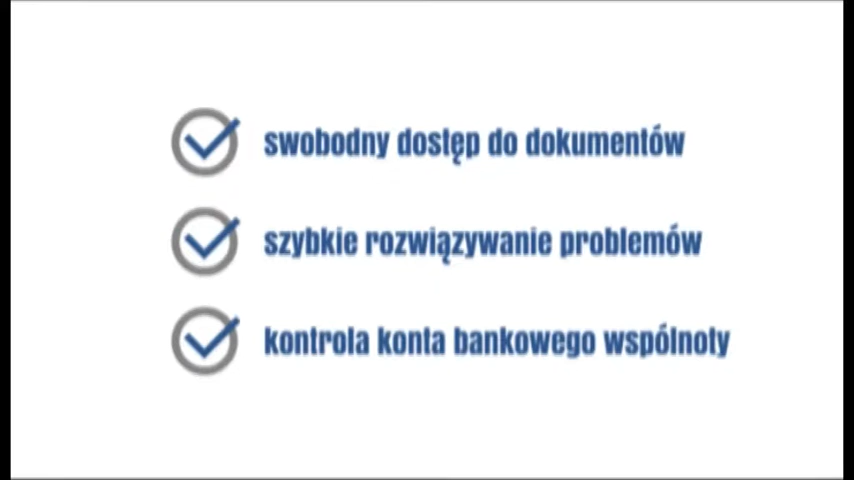 swobodny dostęp do dokumentów
szybkie rozwiązywanie problemów
kontrola konta bankowego wspólnoty